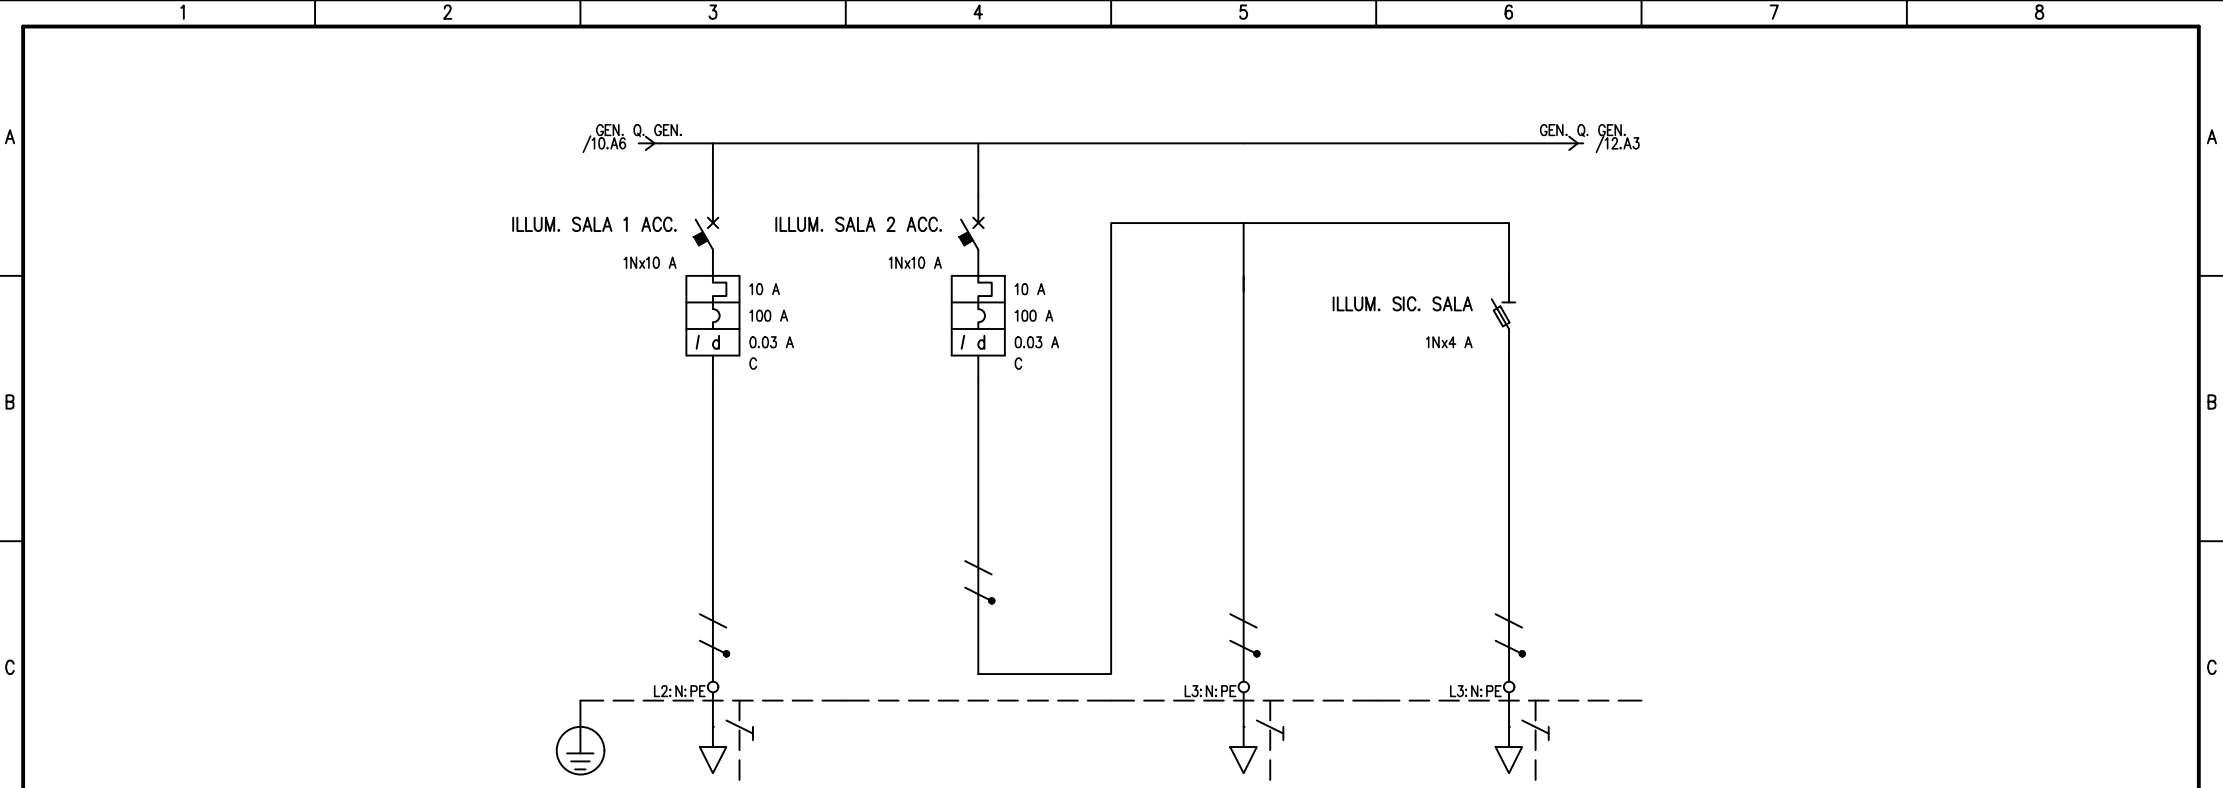 1 2 3 4 5 6 7 8
A GEN. Q. GEN. GEN. Q. GEN. A
/10.A6 /12.A3
ILLUM. SALA 1 ACC. ILLUM. SALA 2 ACC.
1Nx10 A 1Nx10 A
10 A 10 A
ILLUM. SIC. SALA
100 A 100 A
I d 0.03 A I d 0.03 A 1Nx4 A
C C
B B
C C
L2:N:PE L3:N:PE L3:N:PE